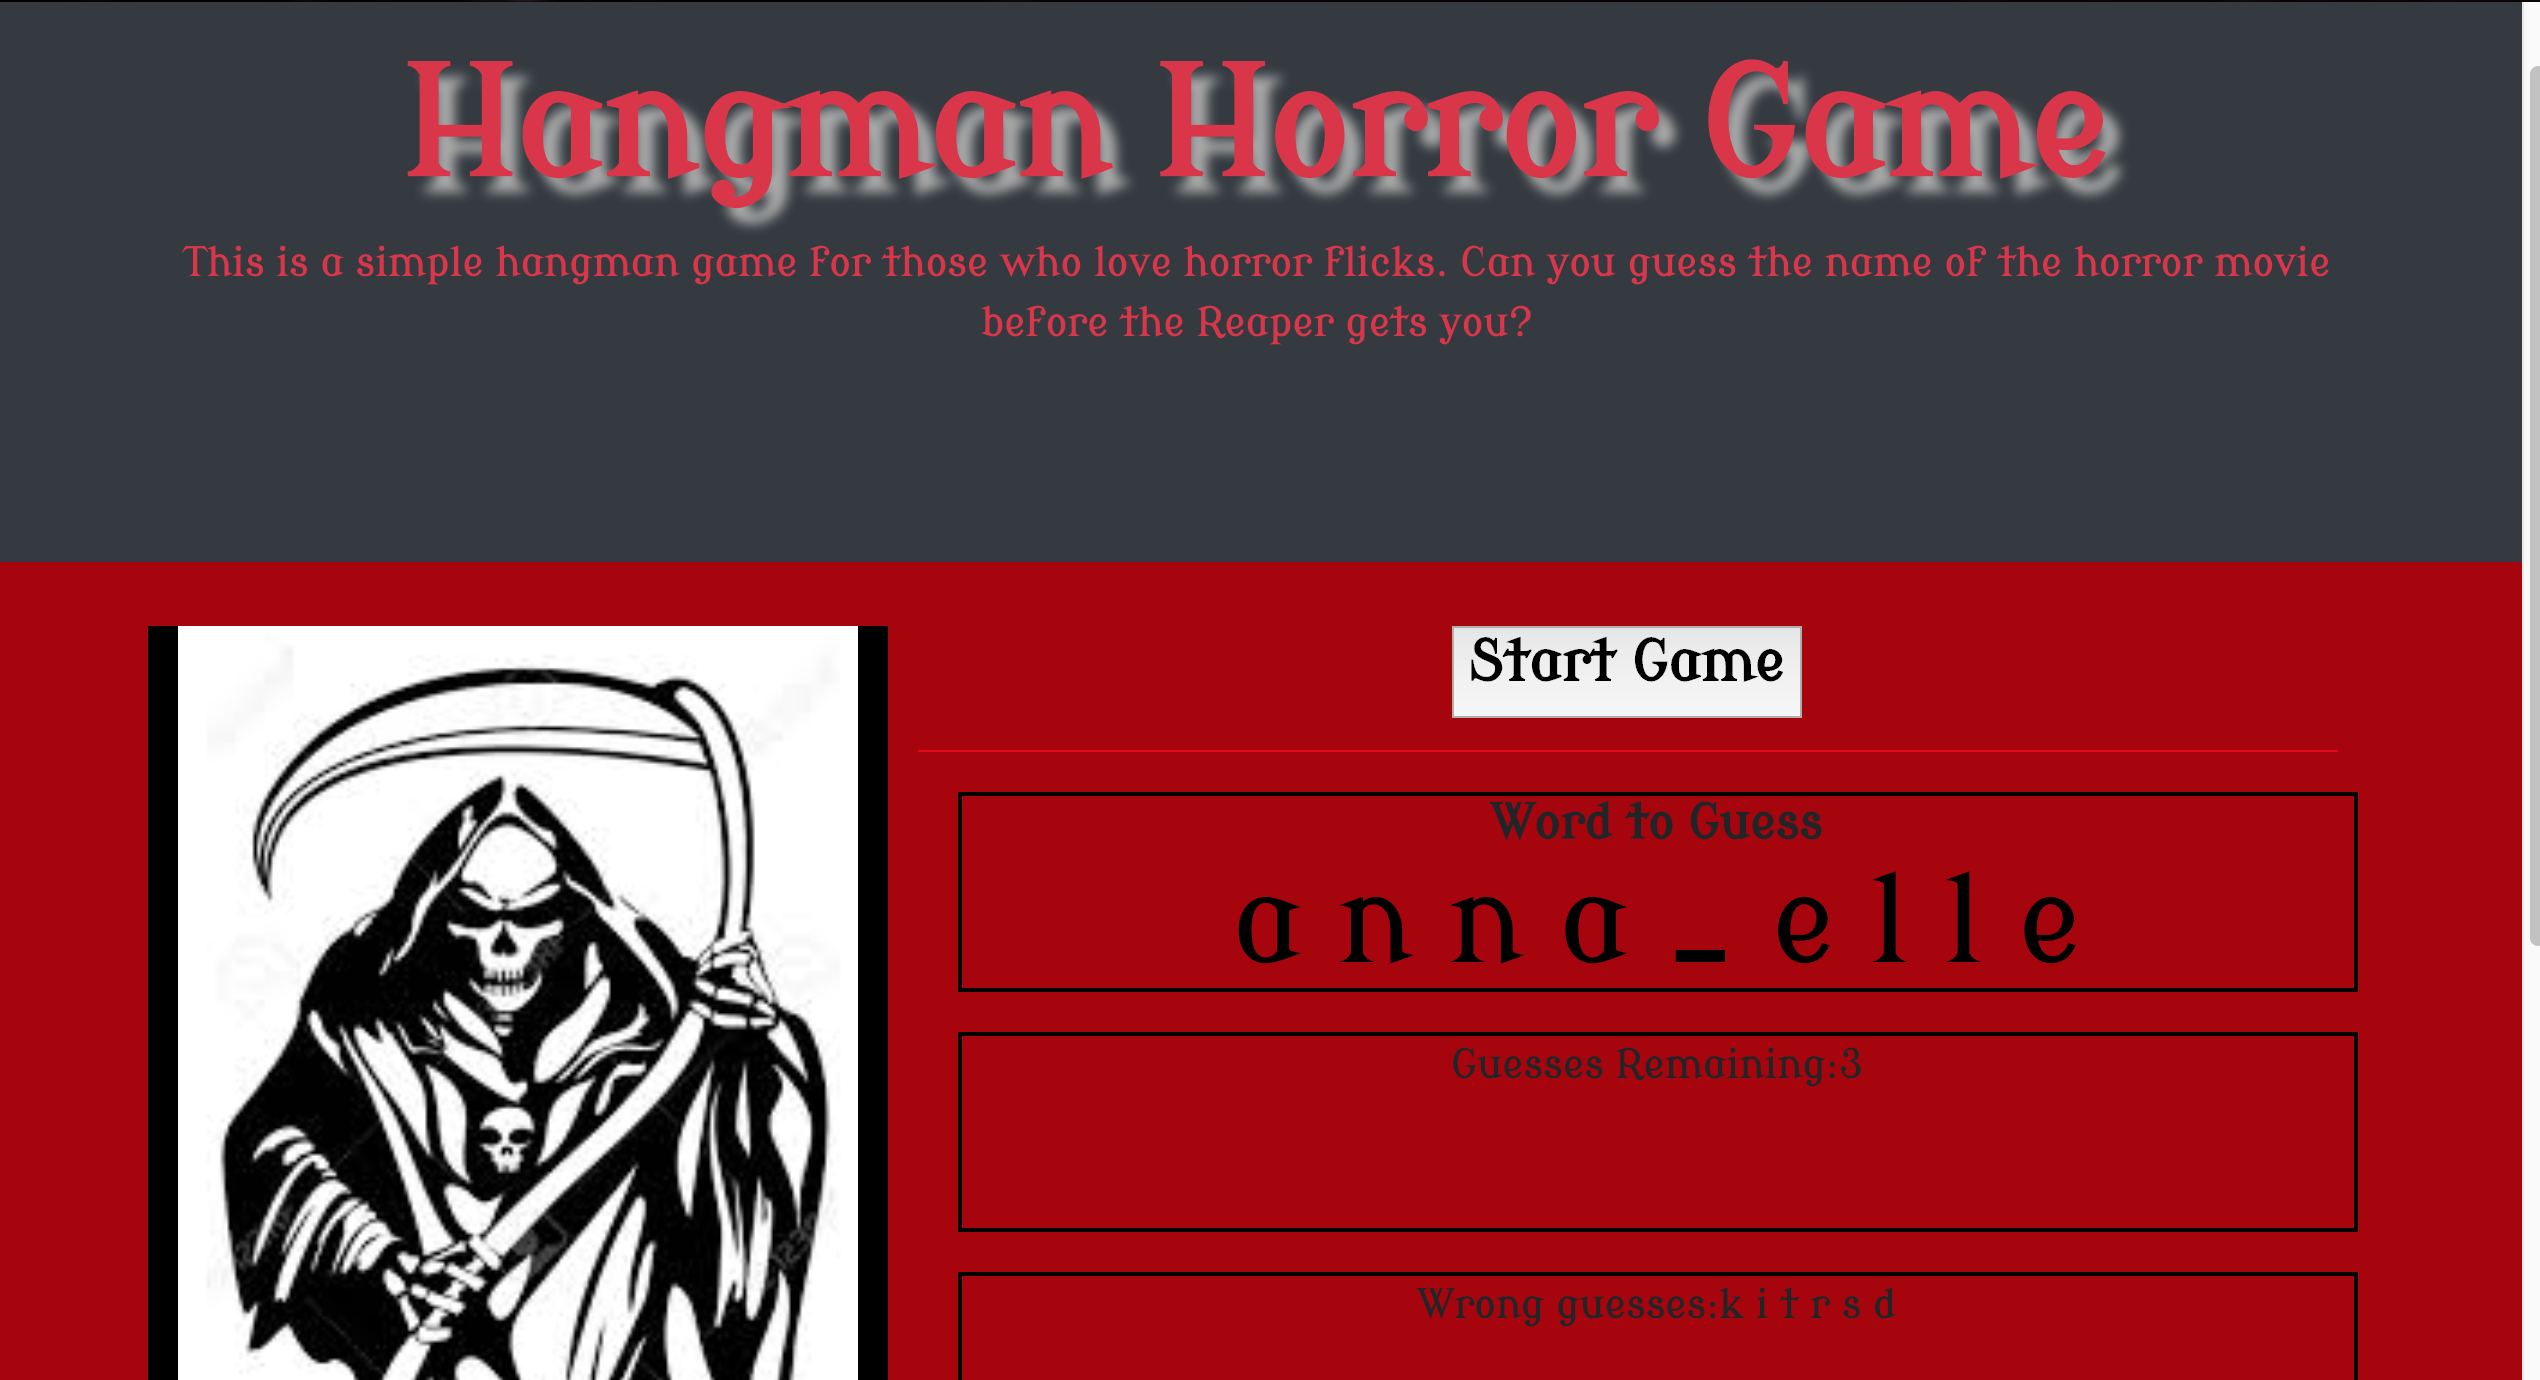 Hangman Horror Game
This is a simple hangman game for those who love horror flicks. Can you guess the name of the horror movie
before the Reaper gets you?
Start Game
Word to Guess
a n n a _ e l l e
Guesses Remaining:3
Wrong guesses:k i t r s d